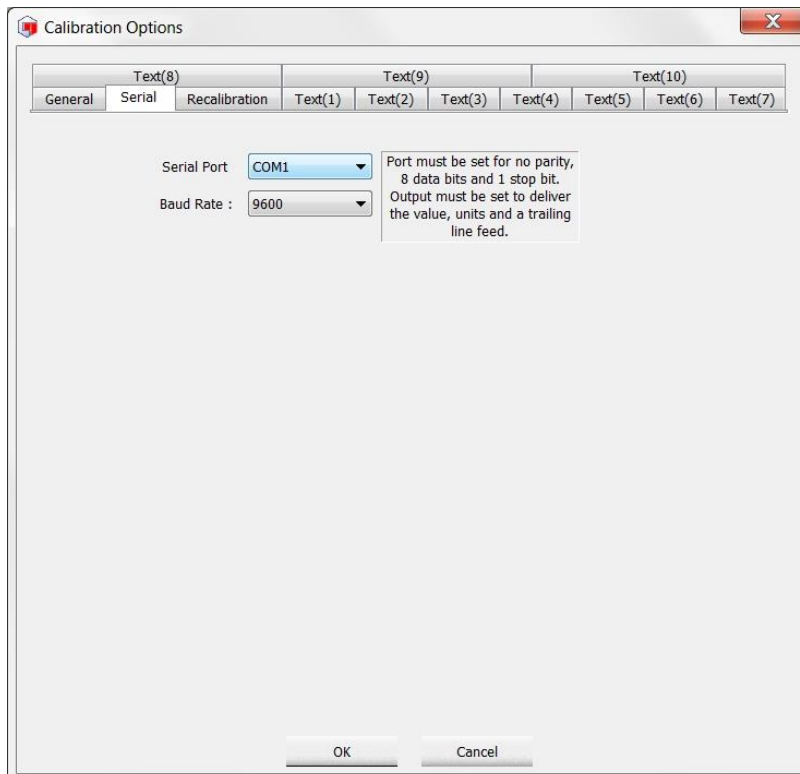 Calibration Options
Text(8) Text(9) Text(10)
General Serial Recalibration Text(1) Text(2) Text(3) Text(4) Text(5) Text(6) Text(7)
Serial Port COM1
Baud Rate : 9600
Port must be set for no parity,
8 data bits and 1 stop bit.
Output must be set to deliver
the value, units and a trailing
line feed.
OK Cancel